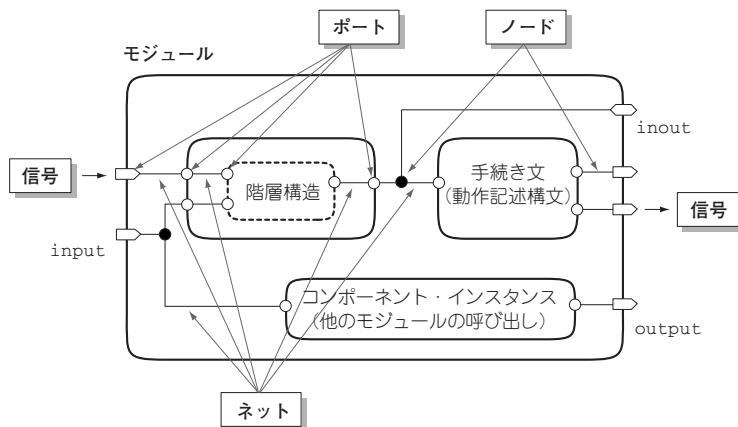 ポート
ノード
モジュール
inout
信号
階層構造
手続き文
(動作記述構文)
信号
input
コンポーネント・インスタンス
(他のモジュールの呼び出し)
output
ネット